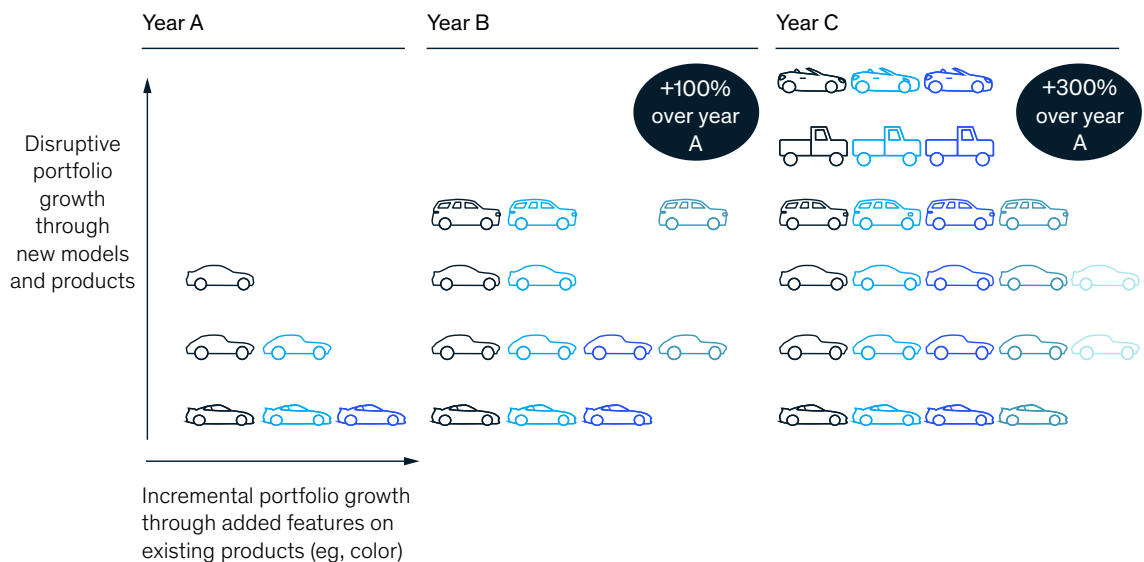 Year A
Year B
Year C
+100%
over year
A
+300%
over year
A
Disruptive
portfolio
growth
through
new models
and products
Incremental portfolio growth
through added features on
existing products (eg, color)